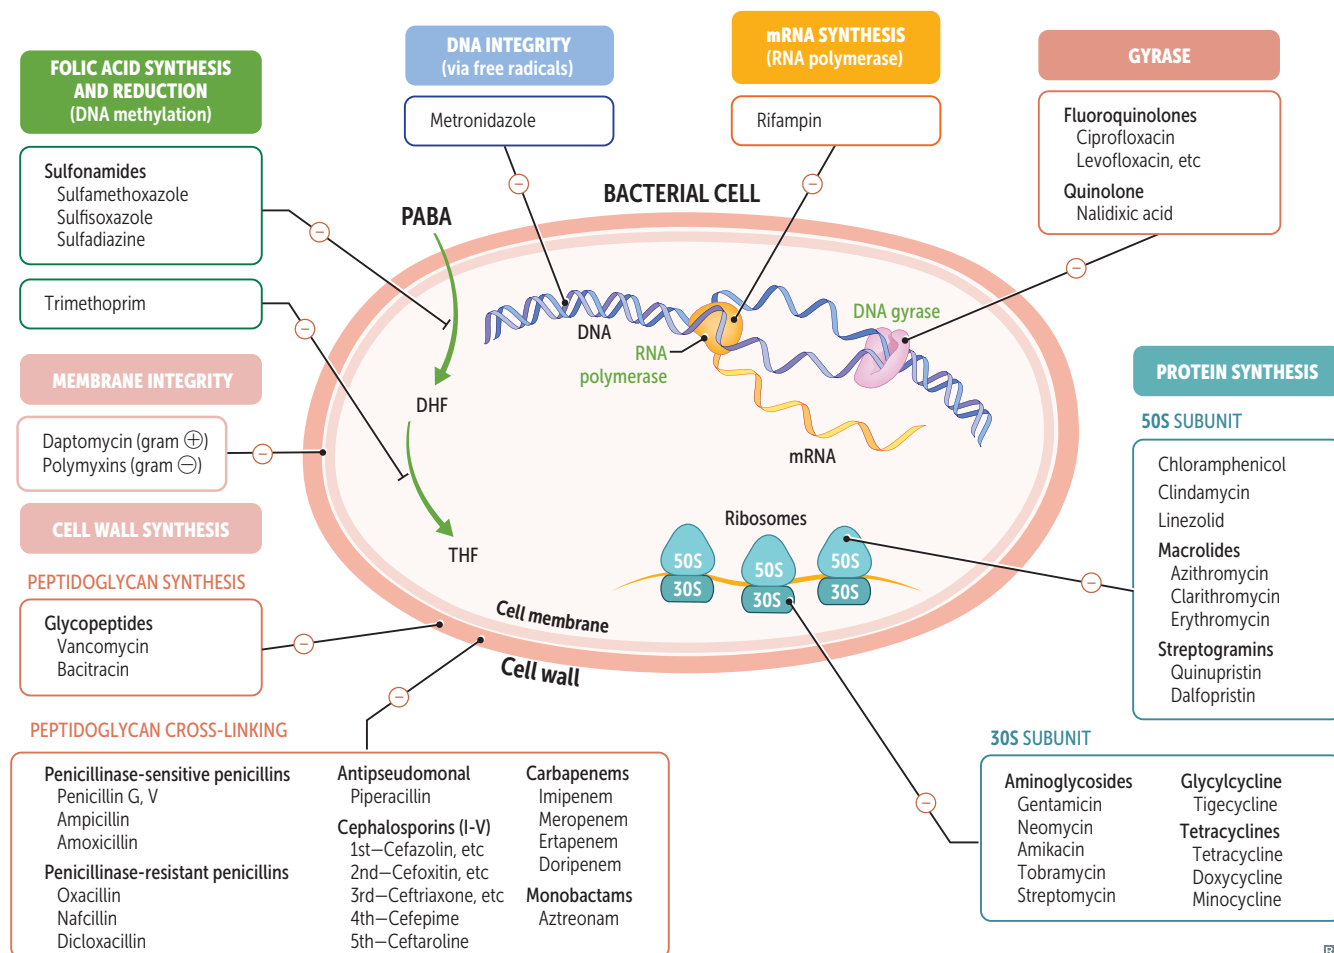 FOLIC ACID SYNTHESIS
AND REDUCTION
(DNA methylation)
Sulfonamides
Sulfamethoxazole
Sulfisoxazole
Sulfadiazine
Trimethoprim
MEMBRANE INTEGRITY
Daptomycin (gram ⊕)
Polymyxins (gram ⊖)
CELL WALL SYNTHESIS
PEPTIDOGLYCAN SYNTHESIS
Glycopeptides
Vancomycin
Bacitracin
PEPTIDOGLYCAN CROSS-LINKING
Penicillinase-sensitive penicillins
Penicillin G, V
Ampicillin
Amoxicillin
Penicillinase-resistant penicillins
Oxacillin
Nafcillin
Dicloxacillin
Antipseudomonal
Piperacillin
Cephalosporins (I-V)
1st—Cefazolin, etc
2nd—Cefoxitin, etc
3rd—Ceftriaxone, etc
4th—Cefepime
5th—Ceftaroline
Carbapenems
Imipenem
Meropenem
Ertapenem
Doripenem
Monobactams
Aztreonam
DNA INTEGRITY
(via free radicals)
Metronidazole
mRNA SYNTHESIS
(RNA polymerase)
Rifampin
GYRASE
Fluoroquinolones
Ciprofloxacin
Levofloxacin, etc
Quinolone
Nalidixic acid
BACTERIAL CELL
PABA
DHF
THF
DNA
RNA
polymerase
DNA gyrase
mRNA
Ribosomes
50S
30S
50S
30S
50S
30S
Cell membrane
Cell wall
PROTEIN SYNTHESIS
50S SUBUNIT
Chloramphenicol
Clindamycin
Linezolid
Macrolides
Azithromycin
Clarithromycin
Erythromycin
Streptogramins
Quinupristin
Dalfopristin
30S SUBUNIT
Aminoglycosides
Gentamicin
Neomycin
Amikacin
Tobramycin
Streptomycin
Glycylcycline
Tigecycline
Tetracyclines
Tetracycline
Doxycycline
Minocycline